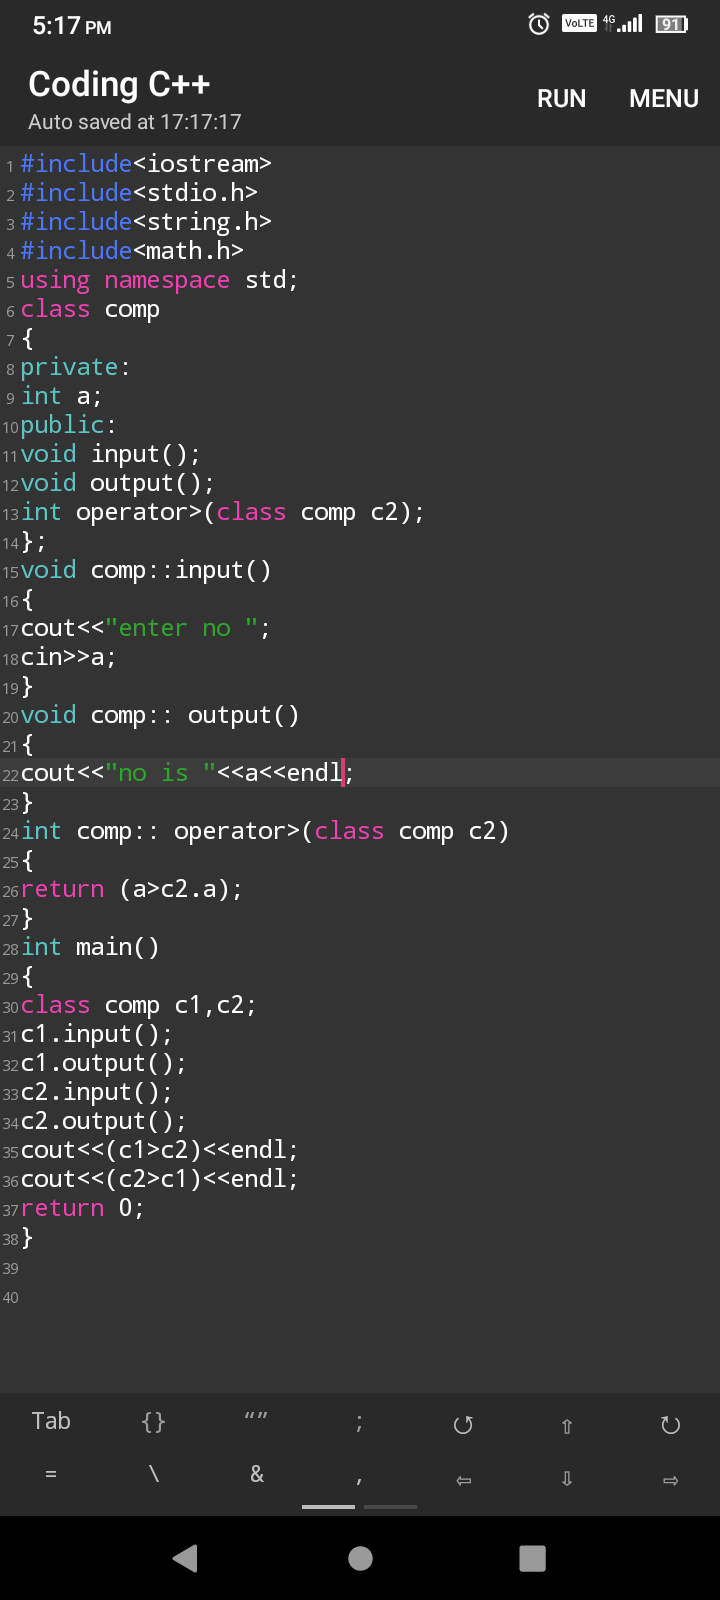 5:17 PM
VoLTE 4G 91
Coding C++
RUN MENU
Auto saved at 17:17:17
1 #include<iostream>
2 #include<stdio.h>
3 #include<string.h>
4 #include<math.h>
5 using namespace std;
6 class comp
7 {
8 private:
9 int a;
10 public:
11 void input();
12 void output();
13 int operator>(class comp c2);
14 };
15 void comp::input()
16 {
17 cout<<"enter no ";
18 cin>>a;
19 }
20 void comp:: output()
21 {
22 cout<<"no is "<<a<<endl;
23 }
24 int comp:: operator>(class comp c2)
25 {
26 return (a>c2.a);
27 }
28 int main()
29 {
30 class comp c1,c2;
31 c1.input();
32 c1.output();
33 c2.input();
34 c2.output();
35 cout<<(c1>c2)<<endl;
36 cout<<(c2>c1)<<endl;
37 return 0;
38 }
39
40
Tab {} “” ; ↺ ⇧ ↻
= \ & , ⇦ ⇩ ⇨